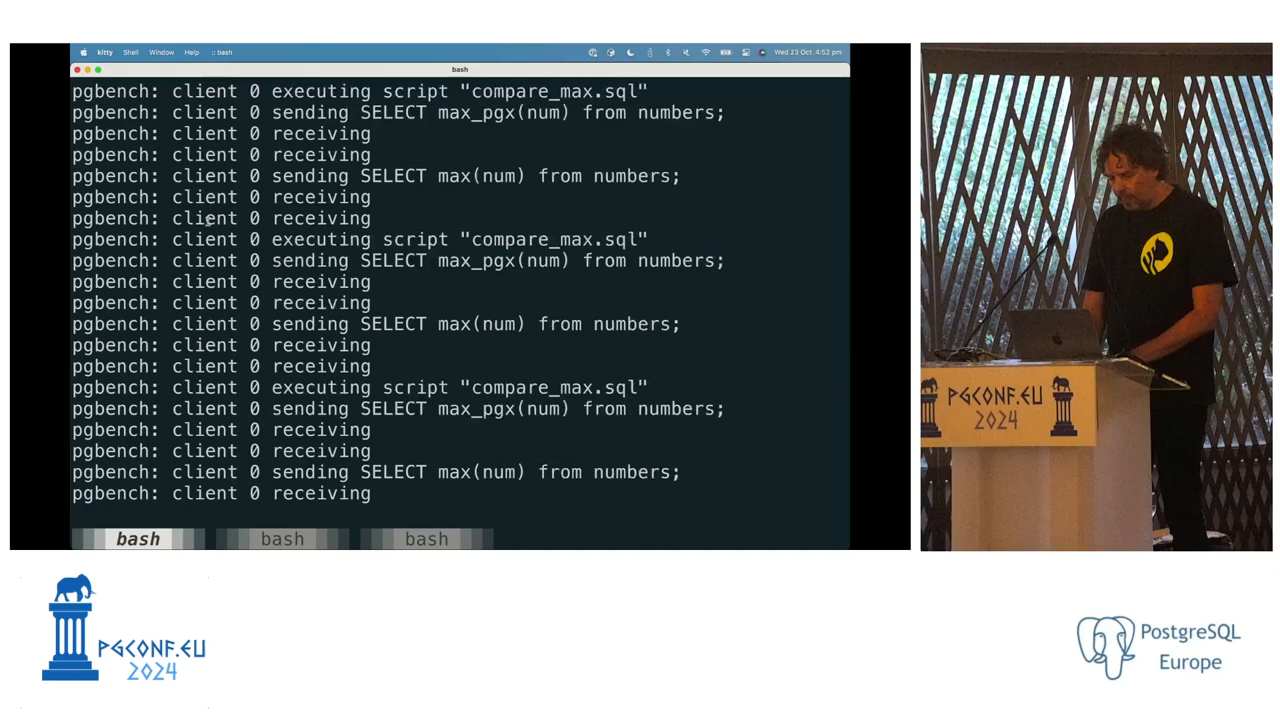 kitty Shell Window Help :: bash Wed 23 Oct 4:52 pm
bash
pgbench: client 0 executing script "compare_max.sql"
pgbench: client 0 sending SELECT max_pgx(num) from numbers;
pgbench: client 0 receiving
pgbench: client 0 receiving
pgbench: client 0 sending SELECT max(num) from numbers;
pgbench: client 0 receiving
pgbench: client 0 receiving
pgbench: client 0 executing script "compare_max.sql"
pgbench: client 0 sending SELECT max_pgx(num) from numbers;
pgbench: client 0 receiving
pgbench: client 0 receiving
pgbench: client 0 sending SELECT max(num) from numbers;
pgbench: client 0 receiving
pgbench: client 0 receiving
pgbench: client 0 executing script "compare_max.sql"
pgbench: client 0 sending SELECT max_pgx(num) from numbers;
pgbench: client 0 receiving
pgbench: client 0 receiving
pgbench: client 0 sending SELECT max(num) from numbers;
pgbench: client 0 receiving
bash bash bash
PGCONF.EU
2024
PGCONF.EU
2024
PostgreSQL
Europe